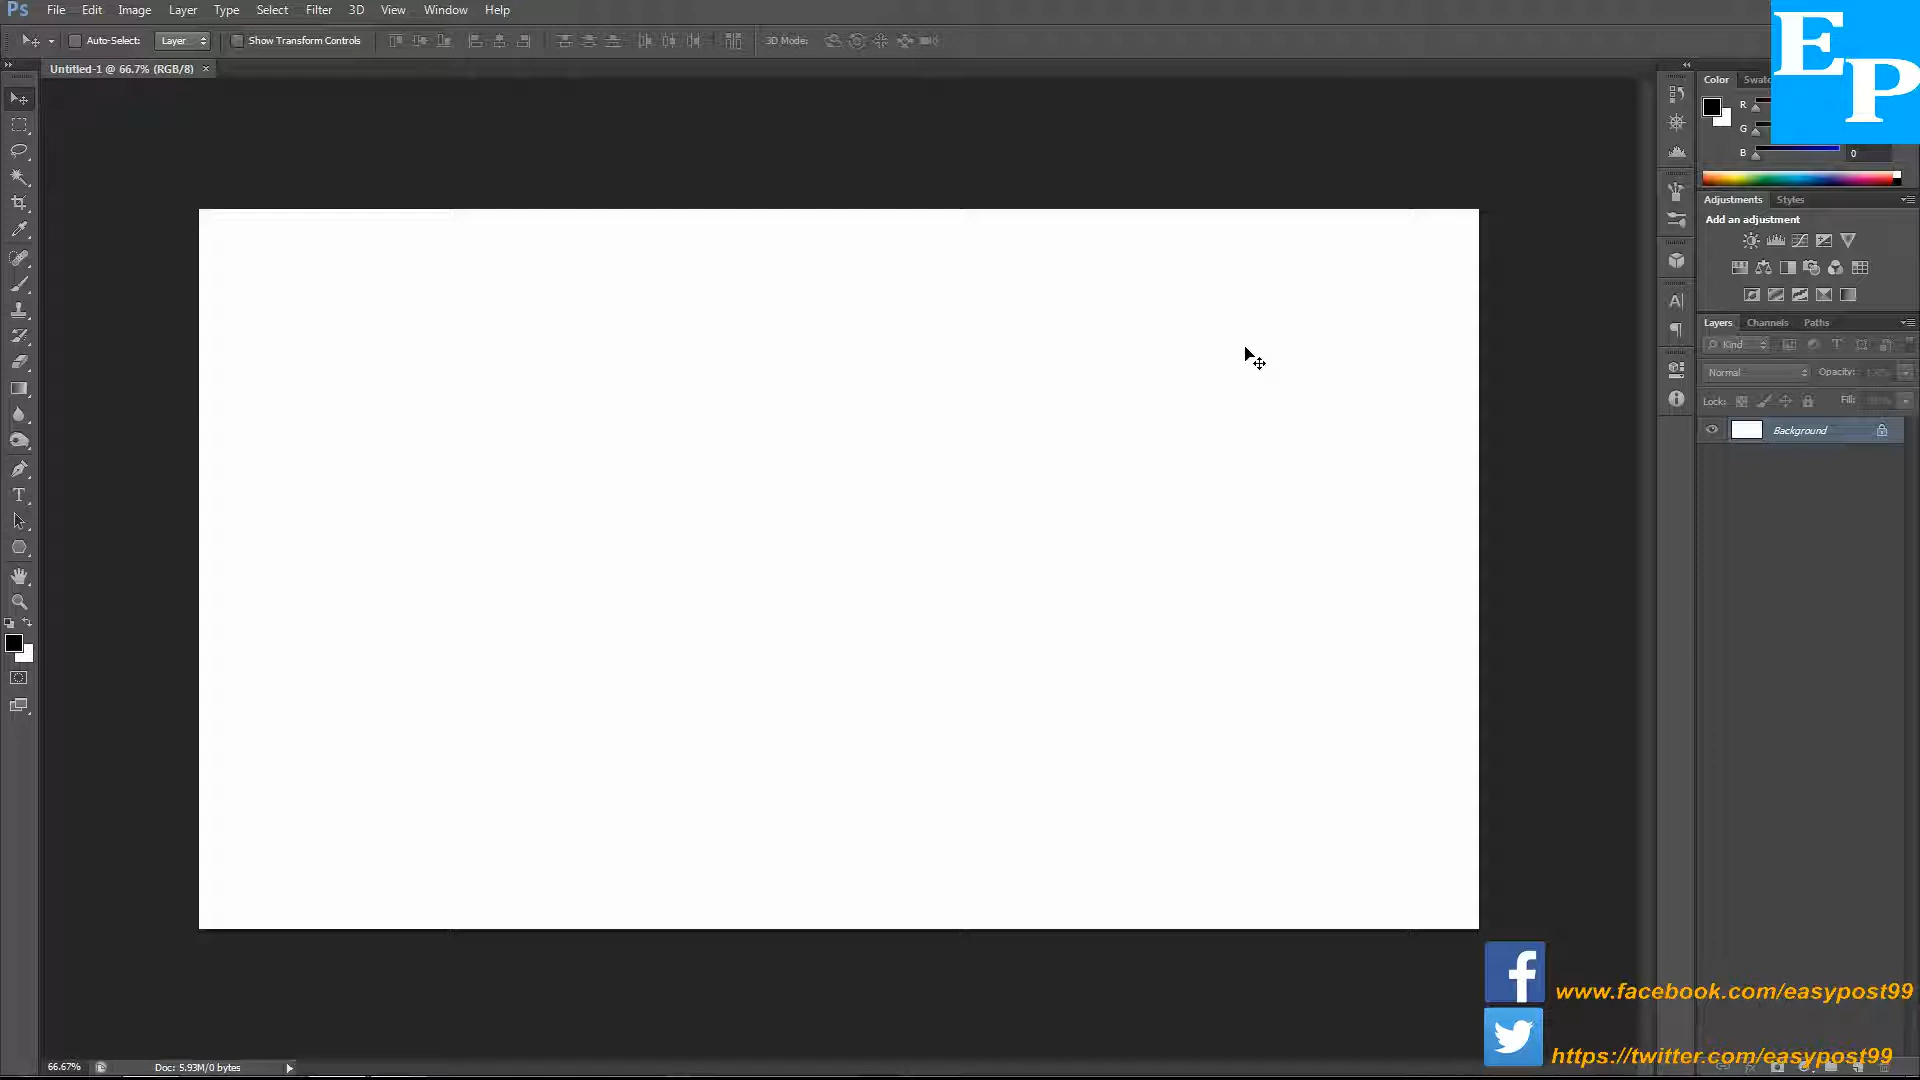 Ps File Edit Image Layer Type Select Filter 3D View Window Help
Auto-Select: Layer Show Transform Controls 3D Mode:
Untitled-1 @ 66.7% (RGB/8) ×
EP
Color
R
G
B 0
Adjustments Styles
Add an adjustment
Layers Channels Paths
Kind
Normal Opacity:
Lock: Fill:
Background
www.facebook.com/easypost99
https://twitter.com/easypost99
66.67% Doc: 5.93M/0 bytes